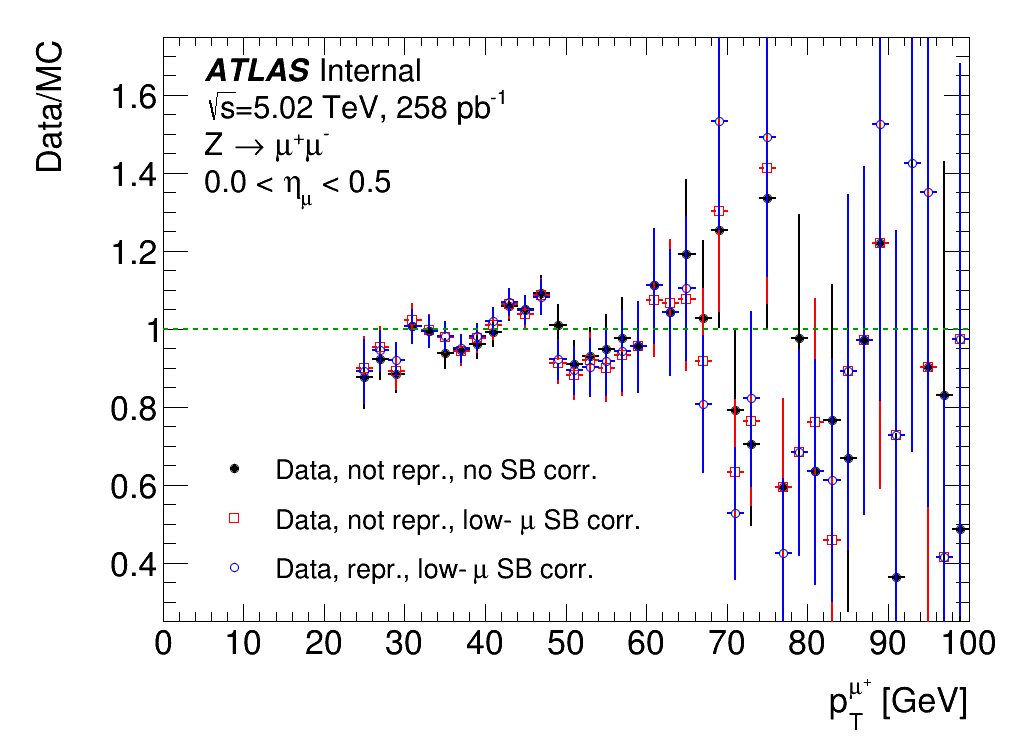 Data/MC
ATLAS Internal
√s=5.02 TeV, 258 pb⁻¹
Z → μ⁺μ⁻
0.0 < η_μ < 0.5
1.6
1.4
1.2
1
0.8
0.6
0.4
Data, not repr., no SB corr.
Data, not repr., low- μ SB corr.
Data, repr., low- μ SB corr.
0 10 20 30 40 50 60 70 80 90 100
p_T^μ⁺ [GeV]